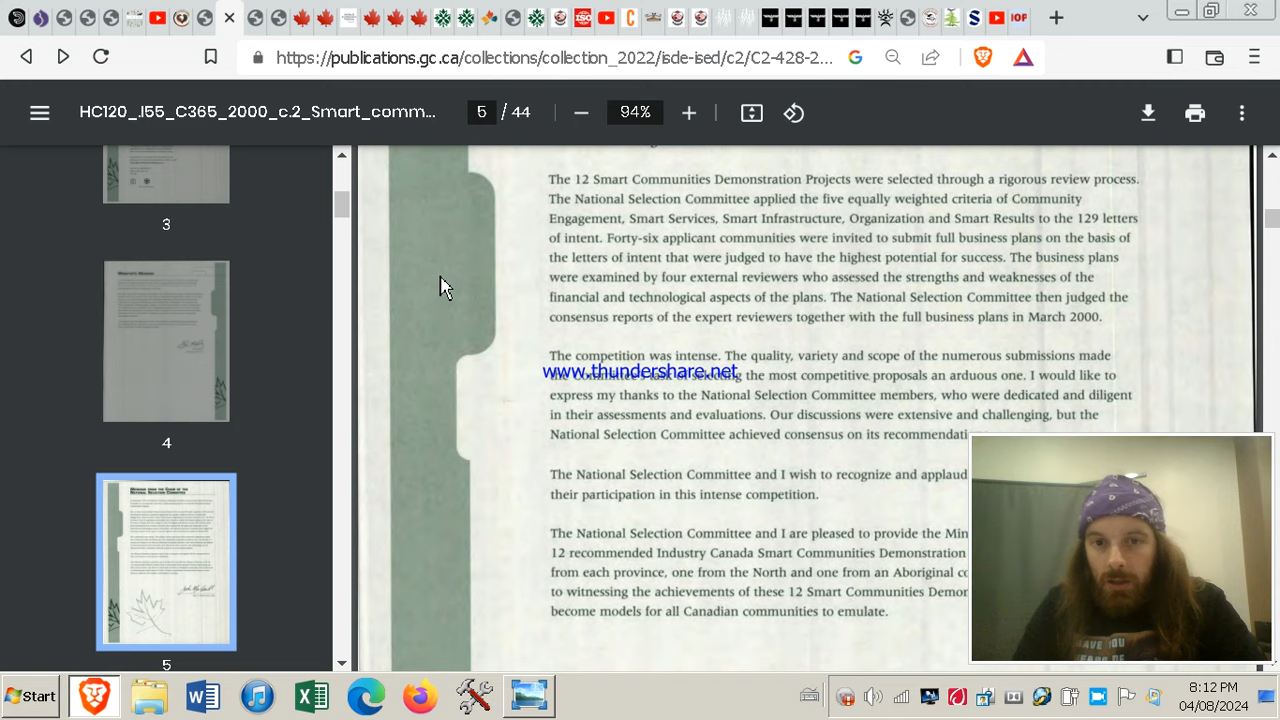 ISO
IOF
https://publications.gc.ca/collections/collection_2022/isde-ised/c2/C2-428-2...
HC120_.I55_C365_2000_c.2_Smart_comm...
5 / 44
94%
3
4
5
The 12 Smart Communities Demonstration Projects were selected through a rigorous review process.
The National Selection Committee applied the five equally weighted criteria of Community
Engagement, Smart Services, Smart Infrastructure, Organization and Smart Results to the 129 letters
of intent. Forty-six applicant communities were invited to submit full business plans on the basis of
the letters of intent that were judged to have the highest potential for success. The business plans
were examined by four external reviewers who assessed the strengths and weaknesses of the
financial and technological aspects of the plans. The National Selection Committee then judged the
consensus reports of the expert reviewers together with the full business plans in March 2000.
The competition was intense. The quality, variety and scope of the numerous submissions made
www.thundershare.net
the Committee's task of selecting the most competitive proposals an arduous one. I would like to
express my thanks to the National Selection Committee members, who were dedicated and diligent
in their assessments and evaluations. Our discussions were extensive and challenging, but the
National Selection Committee achieved consensus on its recommendati
The National Selection Committee and I wish to recognize and applaud
their participation in this intense competition.
The National Selection Committee and I are pleased to provide the Min
12 recommended Industry Canada Smart Communities Demonstration
from each province, one from the North and one from an Aboriginal co
to witnessing the achievements of these 12 Smart Communities Demor
become models for all Canadian communities to emulate.
HAVE YOU
Start
8:12 PM
04/08/2024